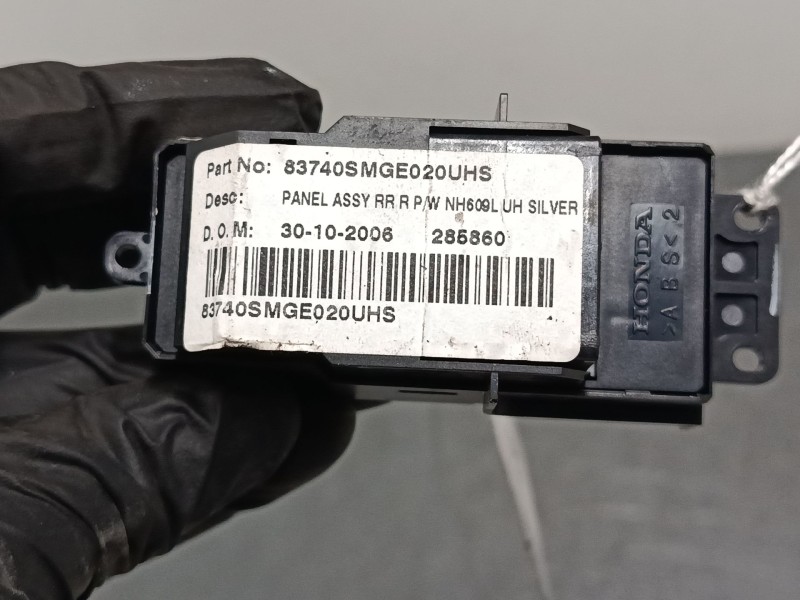 Part No: 83740SMGE020UHS
Desc: PANEL ASSY RR R P/W NH609L UH SILVER
D.O.M: 30-10-2006 285860
83740SMGE020UHS
HONDA
>ABS< 2